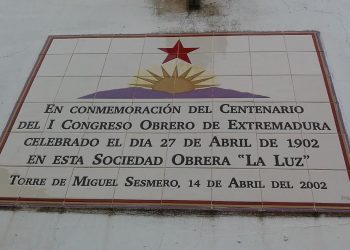 En conmemoración del Centenario
del I Congreso Obrero de Extremadura
celebrado el dia 27 de Abril de 1902
en esta Sociedad Obrera "La Luz"
Torre de Miguel Sesmero, 14 de Abril del 2002